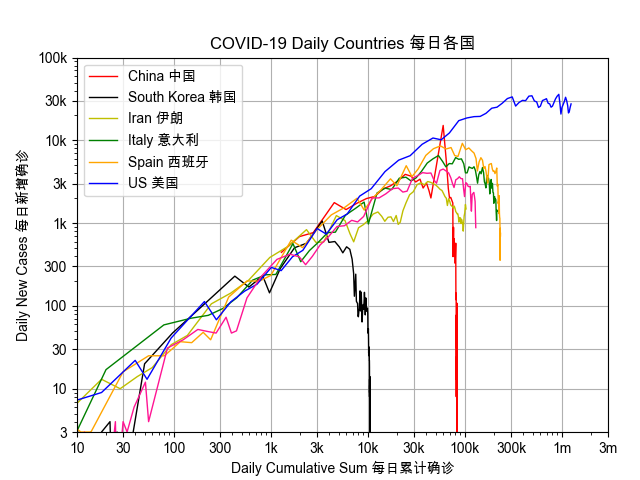 COVID-19 Daily Countries 每日各国
Daily New Cases 每日新增确诊
100k
30k
10k
3k
1k
300
100
30
10
3
China 中国
South Korea 韩国
Iran 伊朗
Italy 意大利
Spain 西班牙
US 美国
10 30 100 300 1k 3k 10k 30k 100k 300k 1m 3m
Daily Cumulative Sum 每日累计确诊